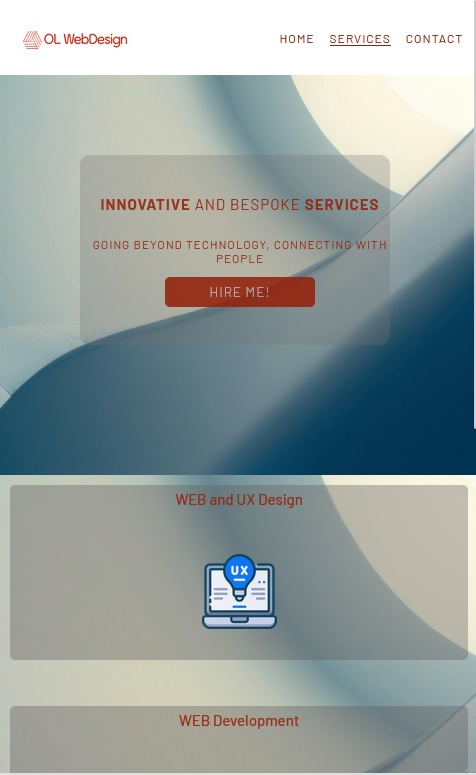 OL WebDesign
HOME SERVICES CONTACT
INNOVATIVE AND BESPOKE SERVICES
GOING BEYOND TECHNOLOGY, CONNECTING WITH
PEOPLE
HIRE ME!
WEB and UX Design
UX
WEB Development